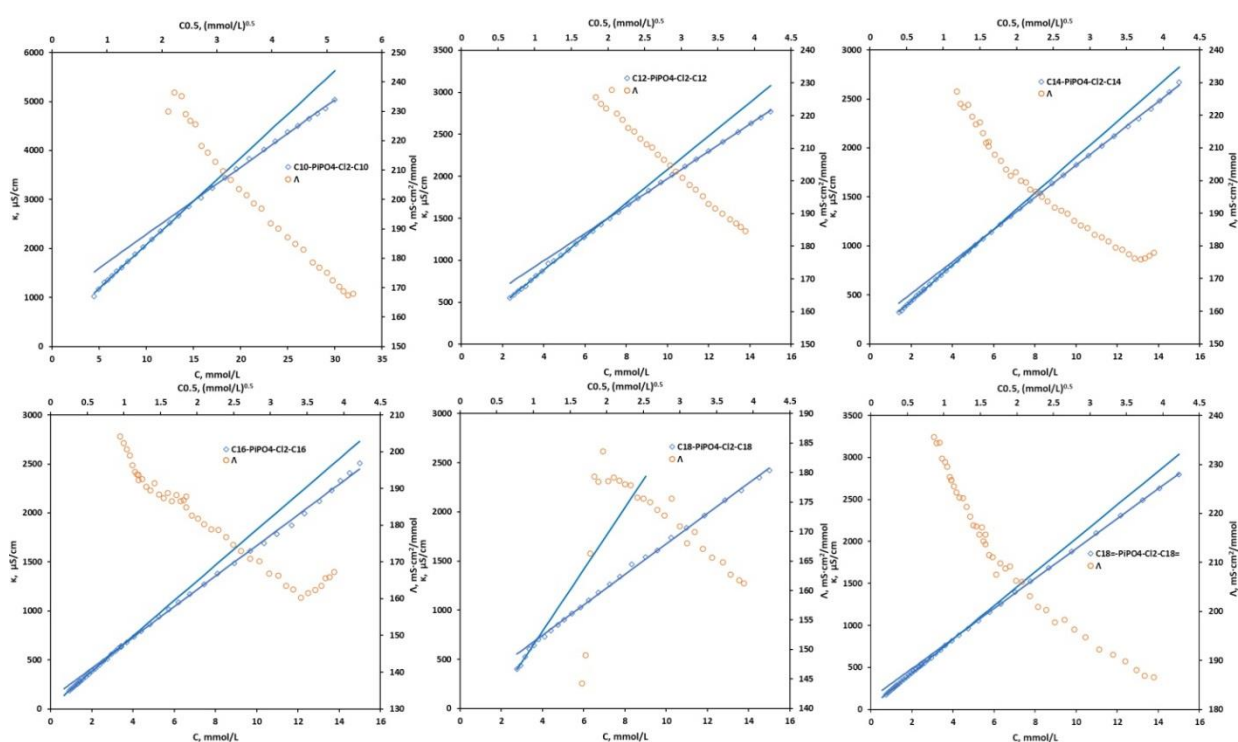 C0.5, (mmol/L)0.5
0 1 2 3 4 5 6
6000 5000 4000 3000 2000 1000 0
κ, µS/cm
C10-PiPO4-Cl2-C10
Λ
250 240 230 220 210 200 190 180 170 160 150
Λ, mS·cm²/mmol
0 5 10 15 20 25 30 35
C, mmol/L
C0.5, (mmol/L)0.5
0 0.5 1 1.5 2 2.5 3 3.5 4 4.5
3500 3000 2500 2000 1500 1000 500 0
κ, µS/cm
C12-PiPO4-Cl2-C12
Λ
240 230 220 210 200 190 180 170 160 150
Λ, mS·cm²/mmol
0 2 4 6 8 10 12 14 16
C, mmol/L
C0.5, (mmol/L)0.5
0 0.5 1 1.5 2 2.5 3 3.5 4 4.5
3000 2500 2000 1500 1000 500 0
κ, µS/cm
C14-PiPO4-Cl2-C14
Λ
240 230 220 210 200 190 180 170 160 150
Λ, mS·cm²/mmol
0 2 4 6 8 10 12 14 16
C, mmol/L
C0.5, (mmol/L)0.5
0 0.5 1 1.5 2 2.5 3 3.5 4 4.5
3000 2500 2000 1500 1000 500 0
κ, µS/cm
C16-PiPO4-Cl2-C16
Λ
210 200 190 180 170 160 150 140 130
Λ, mS·cm²/mmol
0 2 4 6 8 10 12 14 16
C, mmol/L
C0.5, (mmol/L)0.5
0 0.5 1 1.5 2 2.5 3 3.5 4 4.5
3000 2500 2000 1500 1000 500 0
κ, µS/cm
C18-PiPO4-Cl2-C18
Λ
190 185 180 175 170 165 160 155 150 145 140
Λ, mS·cm²/mmol
0 2 4 6 8 10 12 14 16
C, mmol/L
C0.5, (mmol/L)0.5
0 0.5 1 1.5 2 2.5 3 3.5 4 4.5
3500 3000 2500 2000 1500 1000 500 0
κ, µS/cm
C18=-PiPO4-Cl2-C18=
Λ
240 230 220 210 200 190 180
Λ, mS·cm²/mmol
0 2 4 6 8 10 12 14 16
C, mmol/L